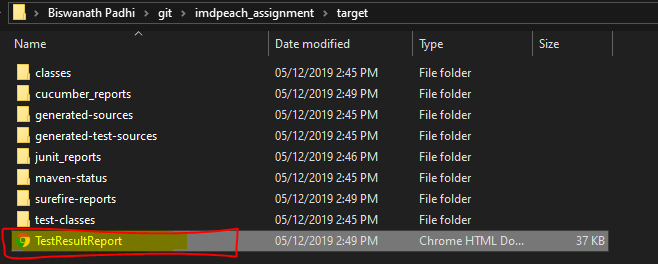 Biswanath Padhi > git > imdpeach_assignment > target
Name Date modified Type Size
classes 05/12/2019 2:45 PM File folder
cucumber_reports 05/12/2019 2:49 PM File folder
generated-sources 05/12/2019 2:45 PM File folder
generated-test-sources 05/12/2019 2:45 PM File folder
junit_reports 05/12/2019 2:46 PM File folder
maven-status 05/12/2019 2:45 PM File folder
surefire-reports 05/12/2019 2:49 PM File folder
test-classes 05/12/2019 2:45 PM File folder
TestResultReport 05/12/2019 2:49 PM Chrome HTML Do... 37 KB